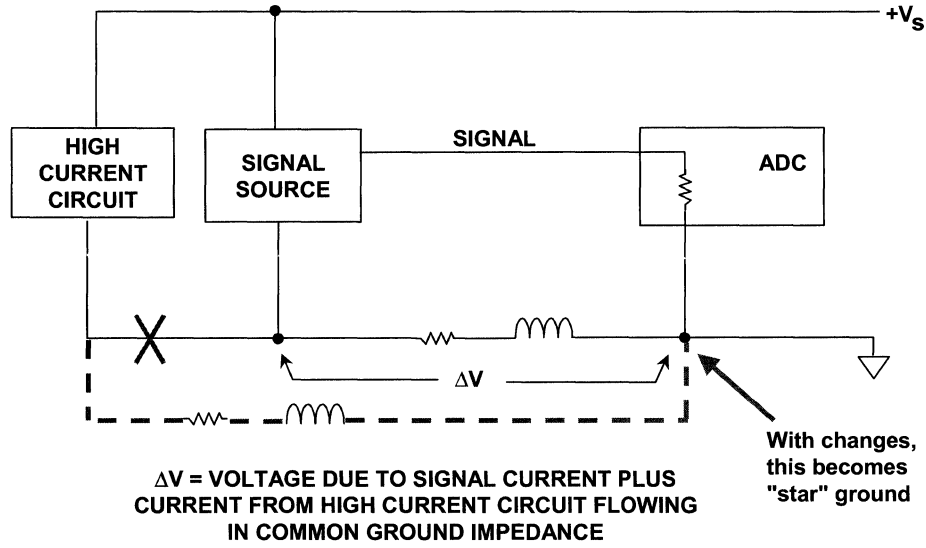 +VS
HIGH
CURRENT
CIRCUIT
SIGNAL
SOURCE
SIGNAL
ADC
ΔV
With changes,
this becomes
"star" ground
ΔV = VOLTAGE DUE TO SIGNAL CURRENT PLUS
CURRENT FROM HIGH CURRENT CIRCUIT FLOWING
IN COMMON GROUND IMPEDANCE